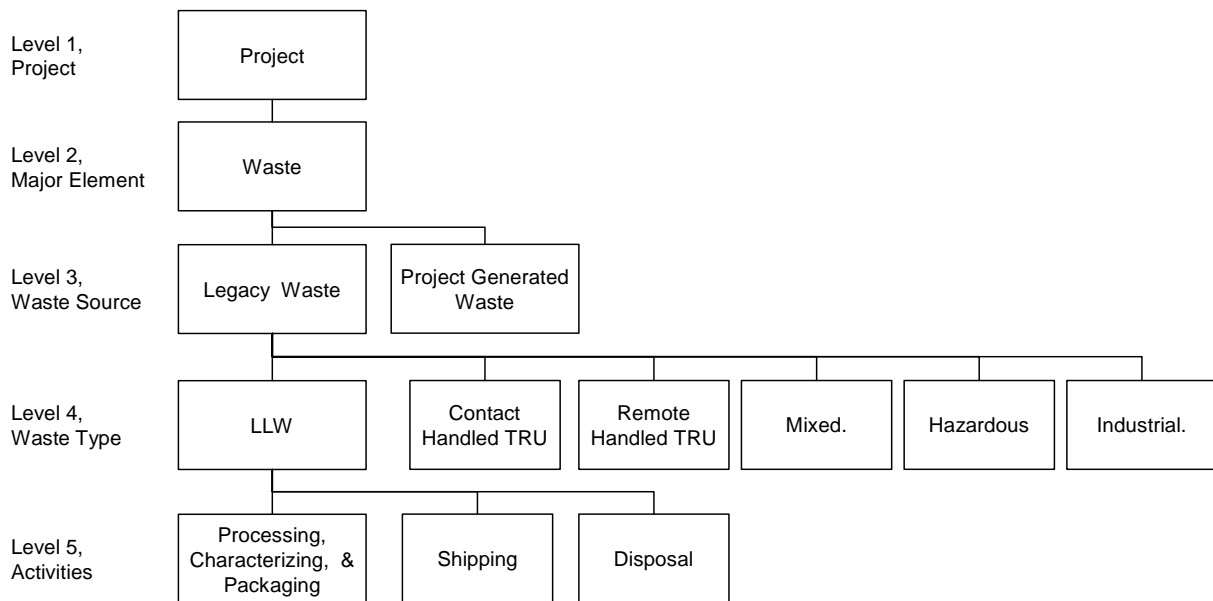 Level 1,
Project
Project
Level 2,
Major Element
Waste
Level 3,
Waste Source
Legacy Waste
Project Generated
Waste
Level 4,
Waste Type
LLW
Contact
Handled TRU
Remote
Handled TRU
Mixed.
Hazardous
Industrial.
Level 5,
Activities
Processing,
Characterizing, &
Packaging
Shipping
Disposal